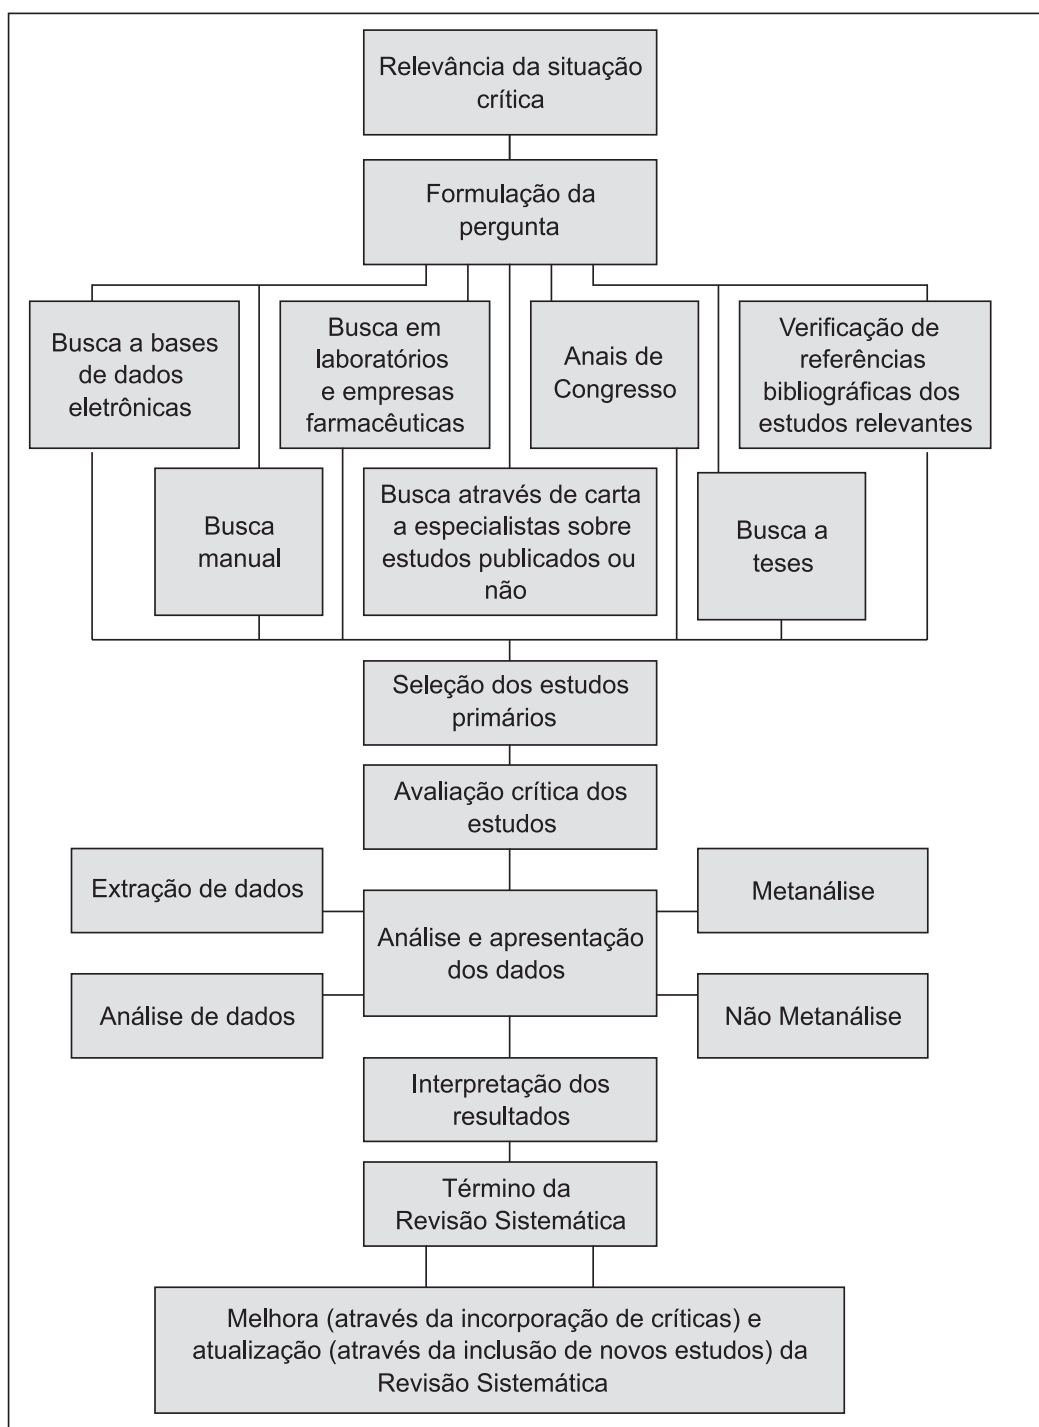 Relevância da situação
crítica
Formulação da
pergunta
Busca a bases
de dados
eletrônicas
Busca em
laboratórios
e empresas
farmacêuticas
Anais de
Congresso
Verificação de
referências
bibliográficas dos
estudos relevantes
Busca
manual
Busca através de carta
a especialistas sobre
estudos publicados ou
não
Busca a
teses
Seleção dos estudos
primários
Avaliação crítica dos
estudos
Extração de dados
Metanálise
Análise e apresentação
dos dados
Análise de dados
Não Metanálise
Interpretação dos
resultados
Término da
Revisão Sistemática
Melhora (através da incorporação de críticas) e
atualização (através da inclusão de novos estudos) da
Revisão Sistemática